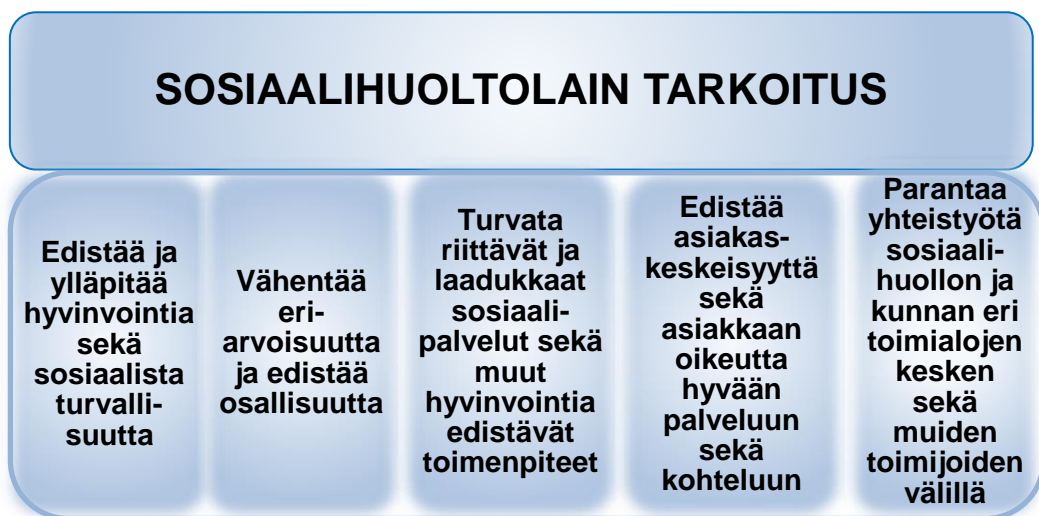 SOSIAALIHUOLTOLAIN TARKOITUS
Edistää ja
ylläpitää
hyvinvointia
sekä
sosiaalista
turvalli-
suutta
Vähentää
eri-
arvoisuutta
ja edistää
osallisuutta
Turvata
riittävät ja
laadukkaat
sosiaali-
palvelut sekä
muut
hyvinvointia
edistävät
toimenpiteet
Edistää
asiakas-
keskeisyyttä
sekä
asiakkaan
oikeutta
hyvään
palveluun
sekä
kohteluun
Parantaa
yhteistyötä
sosiaali-
huollon ja
kunnan eri
toimialojen
kesken
sekä
muiden
toimijoiden
välillä